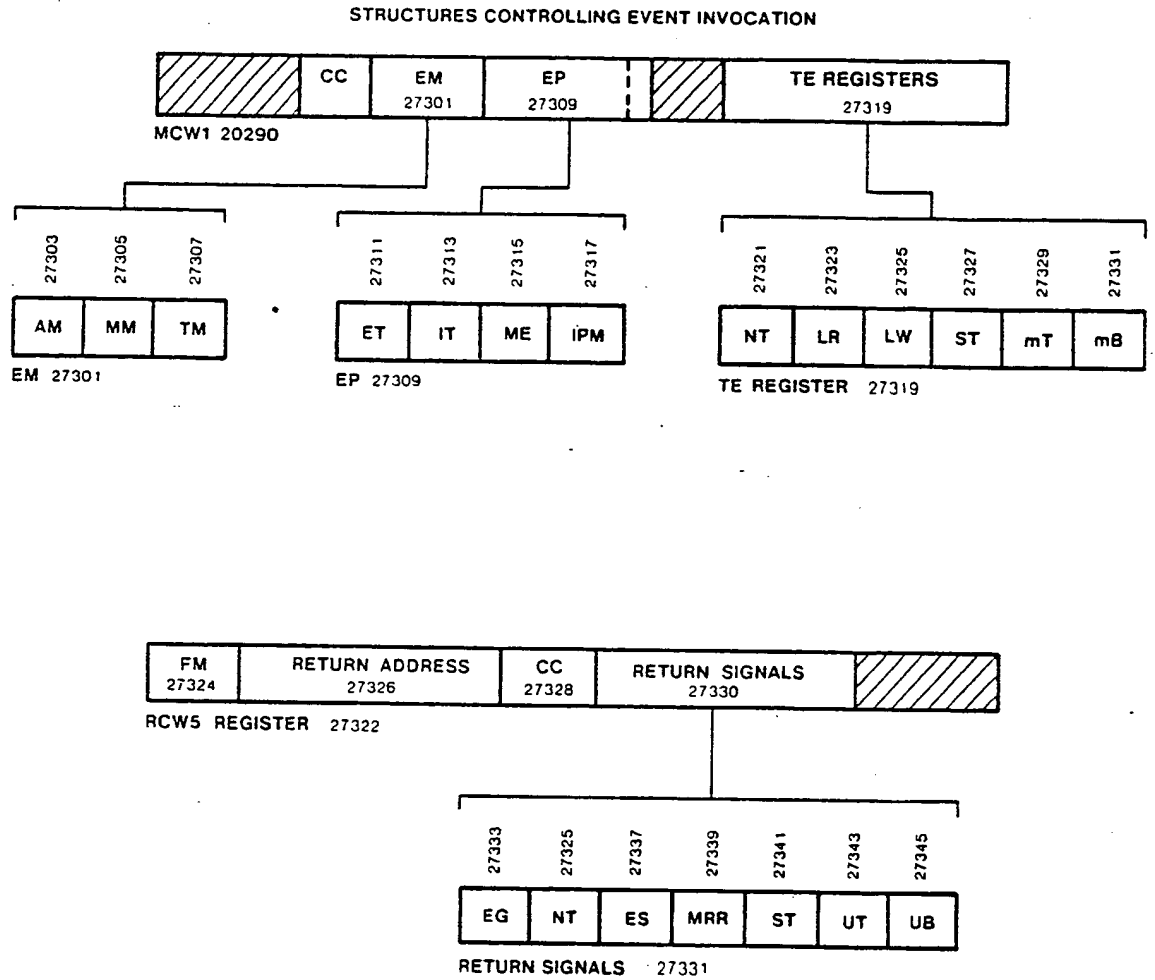 STRUCTURES CONTROLLING EVENT INVOCATION
CC EM EP TE REGISTERS
27301 27309 27319
MCW1 20290
27303 27305 27307 27311 27313 27315 27317 27321 27323 27325 27327 27329 27331
AM MM TM ET IT ME IPM NT LR LW ST mT mB
EM 27301 EP 27309 TE REGISTER 27319
FM RETURN ADDRESS CC RETURN SIGNALS
27324 27326 27328 27330
RCW5 REGISTER 27322
27333 27325 27337 27339 27341 27343 27345
EG NT ES MRR ST UT UB
RETURN SIGNALS 27331